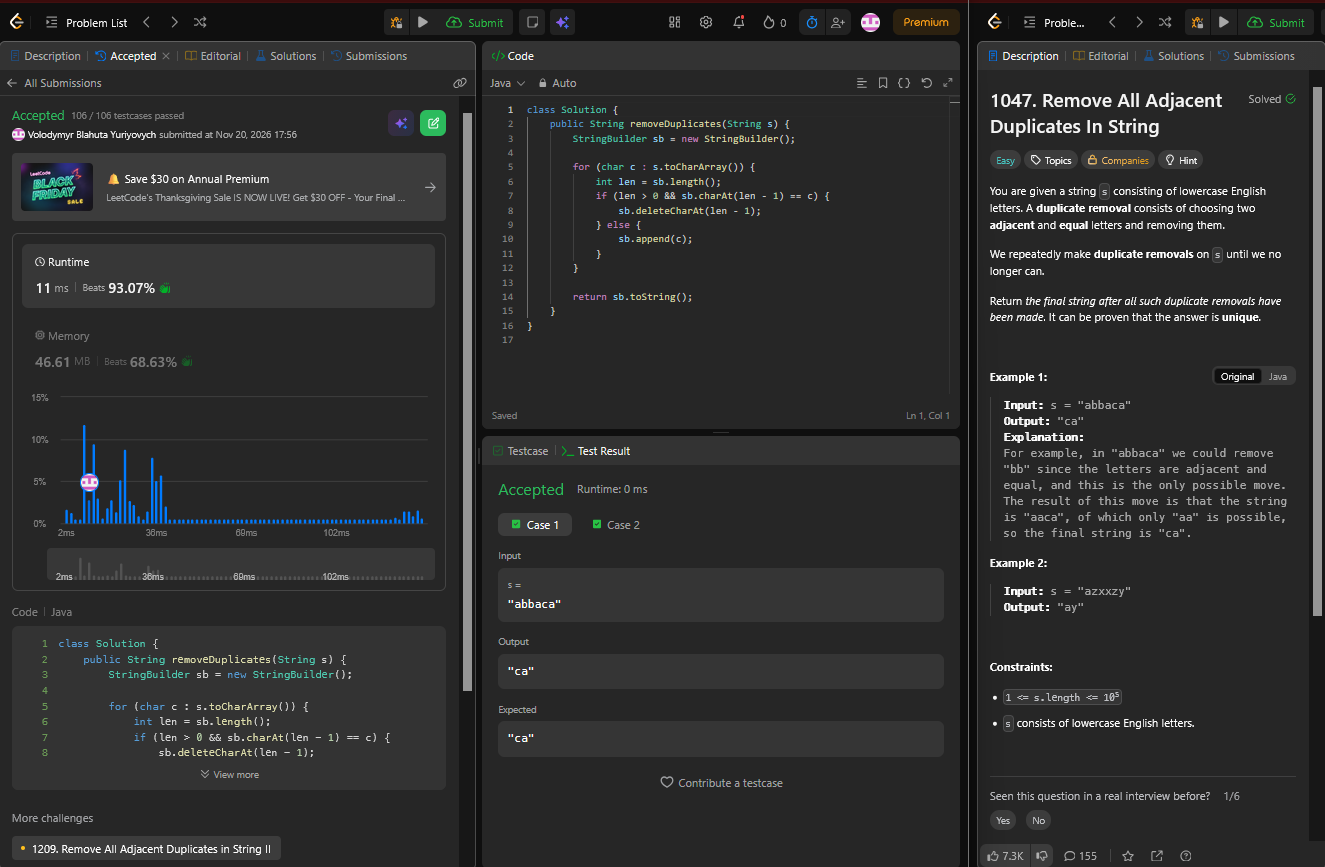 Problem List
Submit
0
Premium
Description
Accepted
Editorial
Solutions
Submissions
All Submissions
Accepted 106 / 106 testcases passed
Volodymyr Blahuta Yuriyovych submitted at Nov 20, 2026 17:56
LeetCode
BLACK
FRIDAY
SALE
Save $30 on Annual Premium
LeetCode's Thanksgiving Sale IS NOW LIVE! Get $30 OFF - Your Final ...
Runtime
11 ms | Beats 93.07%
Memory
46.61 MB | Beats 68.63%
15%
10%
5%
0%
2ms 36ms 69ms 102ms
2ms 36ms 69ms 102ms
Code | Java
1 class Solution {
2 public String removeDuplicates(String s) {
3 StringBuilder sb = new StringBuilder();
4
5 for (char c : s.toCharArray()) {
6 int len = sb.length();
7 if (len > 0 && sb.charAt(len - 1) == c) {
8 sb.deleteCharAt(len - 1);
View more
More challenges
1209. Remove All Adjacent Duplicates in String II
Code
Java
Auto
1 class Solution {
2 public String removeDuplicates(String s) {
3 StringBuilder sb = new StringBuilder();
4
5 for (char c : s.toCharArray()) {
6 int len = sb.length();
7 if (len > 0 && sb.charAt(len - 1) == c) {
8 sb.deleteCharAt(len - 1);
9 } else {
10 sb.append(c);
11 }
12 }
13
14 return sb.toString();
15 }
16 }
17
Saved
Ln 1, Col 1
Testcase
Test Result
Accepted Runtime: 0 ms
Case 1
Case 2
Input
s =
"abbaca"
Output
"ca"
Expected
"ca"
Contribute a testcase
Proble...
Submit
Description
Editorial
Solutions
Submissions
1047. Remove All Adjacent
Duplicates In String
Solved
Easy
Topics
Companies
Hint
You are given a string s consisting of lowercase English
letters. A duplicate removal consists of choosing two
adjacent and equal letters and removing them.
We repeatedly make duplicate removals on s until we no
longer can.
Return the final string after all such duplicate removals have
been made. It can be proven that the answer is unique.
Example 1:
Original
Java
Input: s = "abbaca"
Output: "ca"
Explanation:
For example, in "abbaca" we could remove
"bb" since the letters are adjacent and
equal, and this is the only possible move.
The result of this move is that the string
is "aaca", of which only "aa" is possible,
so the final string is "ca".
Example 2:
Input: s = "azxxzy"
Output: "ay"
Constraints:
• 1 <= s.length <= 10⁵
• s consists of lowercase English letters.
Seen this question in a real interview before? 1/6
Yes
No
7.3K
155